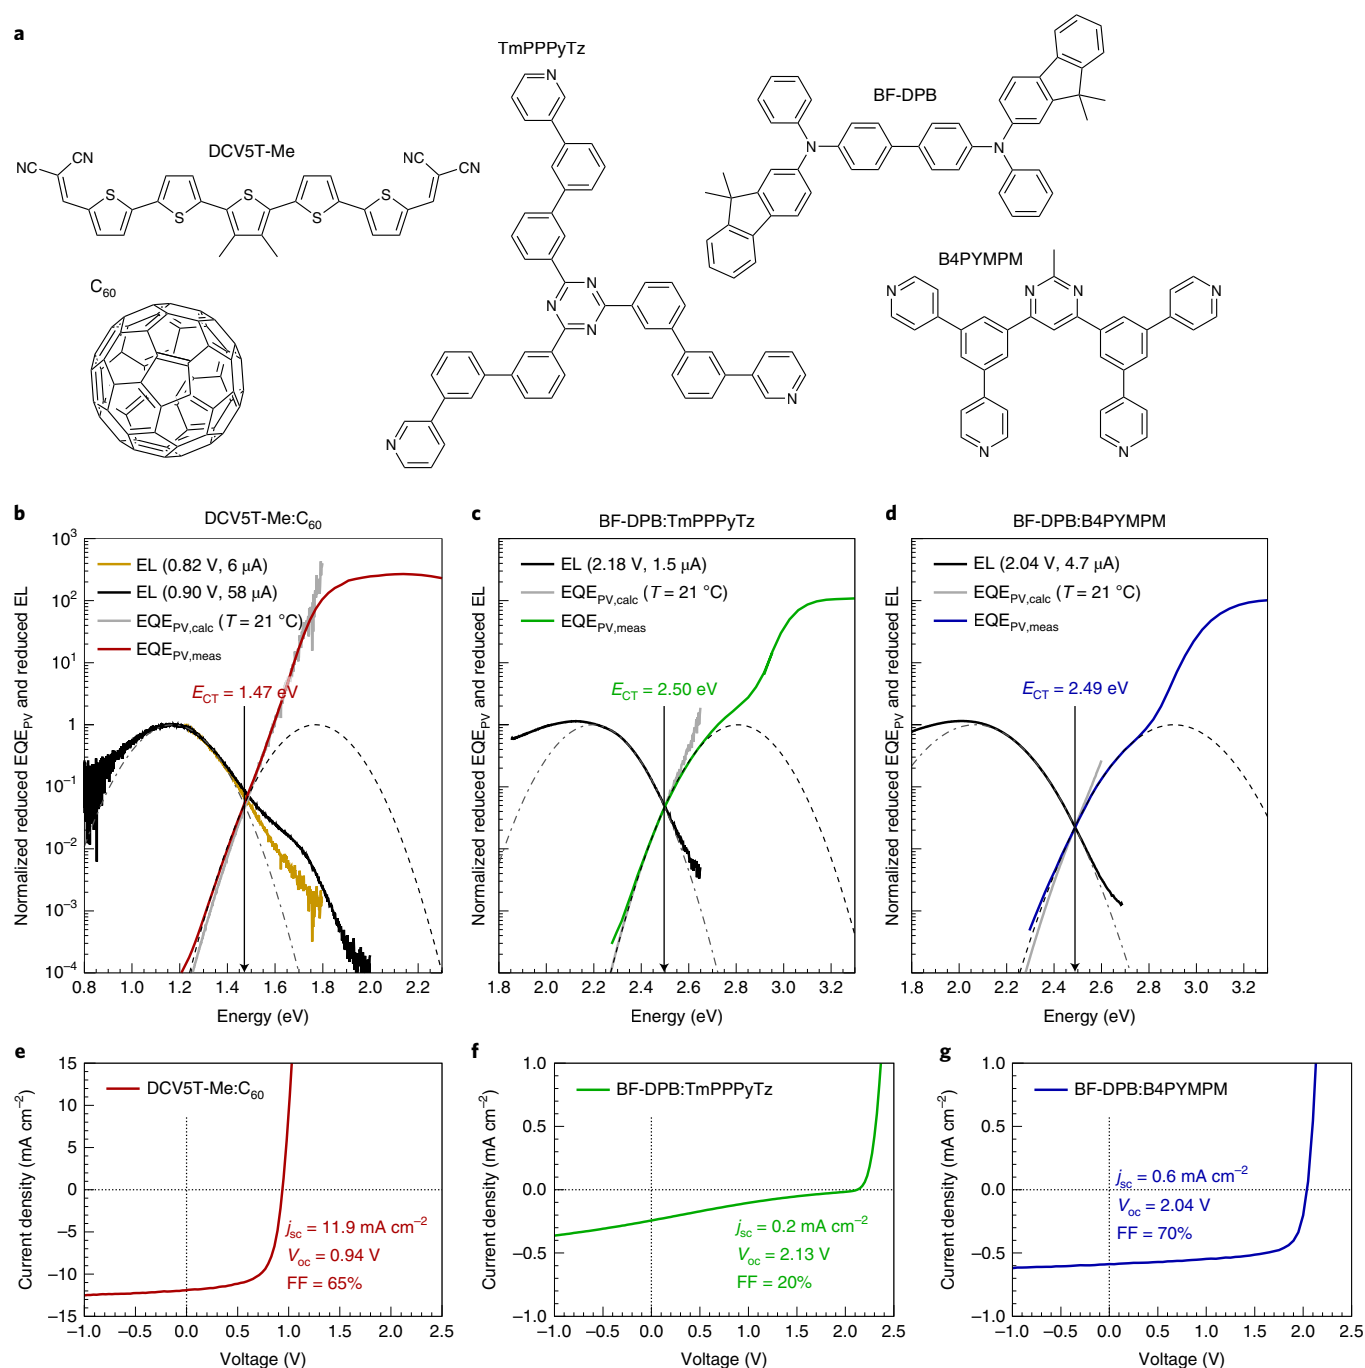 a
TmPPPyTz
BF-DPB
DCV5T-Me
B4PYMPM
C60
CN
CN
NC
CN
S
S
S
S
S
N
N
N
N
N
N
N
N
N
N
N
N
N
N
b
DCV5T-Me:C60
EL (0.82 V, 6 μA)
EL (0.90 V, 58 μA)
EQEPV,calc (T = 21 °C)
EQEPV,meas
ECT = 1.47 eV
Normalized reduced EQEPV and reduced EL
10³
10²
10¹
1
10⁻¹
10⁻²
10⁻³
10⁻⁴
0.8 1.0 1.2 1.4 1.6 1.8 2.0 2.2
Energy (eV)
c
BF-DPB:TmPPPyTz
EL (2.18 V, 1.5 μA)
EQEPV,calc (T = 21 °C)
EQEPV,meas
ECT = 2.50 eV
Normalized reduced EQEPV and reduced EL
1.8 2.0 2.2 2.4 2.6 2.8 3.0 3.2
Energy (eV)
d
BF-DPB:B4PYMPM
EL (2.04 V, 4.7 μA)
EQEPV,calc (T = 21 °C)
EQEPV,meas
ECT = 2.49 eV
Normalized reduced EQEPV and reduced EL
1.8 2.0 2.2 2.4 2.6 2.8 3.0 3.2
Energy (eV)
e
DCV5T-Me:C60
jsc = 11.9 mA cm⁻²
Voc = 0.94 V
FF = 65%
Current density (mA cm⁻²)
15
10
5
0
−5
−10
−15
−1.0 −0.5 0.0 0.5 1.0 1.5 2.0 2.5
Voltage (V)
f
BF-DPB:TmPPPyTz
jsc = 0.2 mA cm⁻²
Voc = 2.13 V
FF = 20%
Current density (mA cm⁻²)
1.0
0.5
0.0
−0.5
−1.0
−1.0 −0.5 0.0 0.5 1.0 1.5 2.0 2.5
Voltage (V)
g
BF-DPB:B4PYMPM
jsc = 0.6 mA cm⁻²
Voc = 2.04 V
FF = 70%
Current density (mA cm⁻²)
1.0
0.5
0.0
−0.5
−1.0
−1.0 −0.5 0.0 0.5 1.0 1.5 2.0 2.5
Voltage (V)